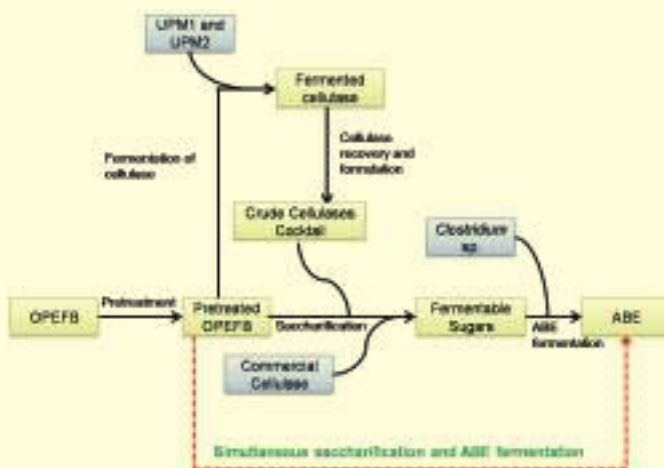 UPM1 and
UPM2
Fermented
cellulase
Fermentation of
cellulase
Cellulase
recovery and
formulation
Crude Cellulases
Cocktail
Clostridium
sp
OPEFB
Pretreatment
Pretreated
OPEFB
Saccharification
Fermentable
Sugars
ABE
fermentation
ABE
Commercial
Cellulase
Simultaneous saccharification and ABE fermentation